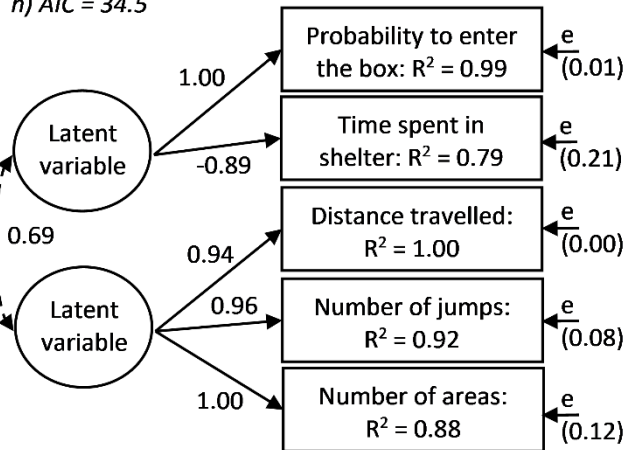 h) AIC = 34.5
Probability to enter
the box: R² = 0.99
e
(0.01)
1.00
Latent
variable
Time spent in
shelter: R² = 0.79
e
(0.21)
-0.89
0.69
Distance travelled:
R² = 1.00
e
(0.00)
0.94
Latent
variable
Number of jumps:
R² = 0.92
e
(0.08)
0.96
1.00
Number of areas:
R² = 0.88
e
(0.12)